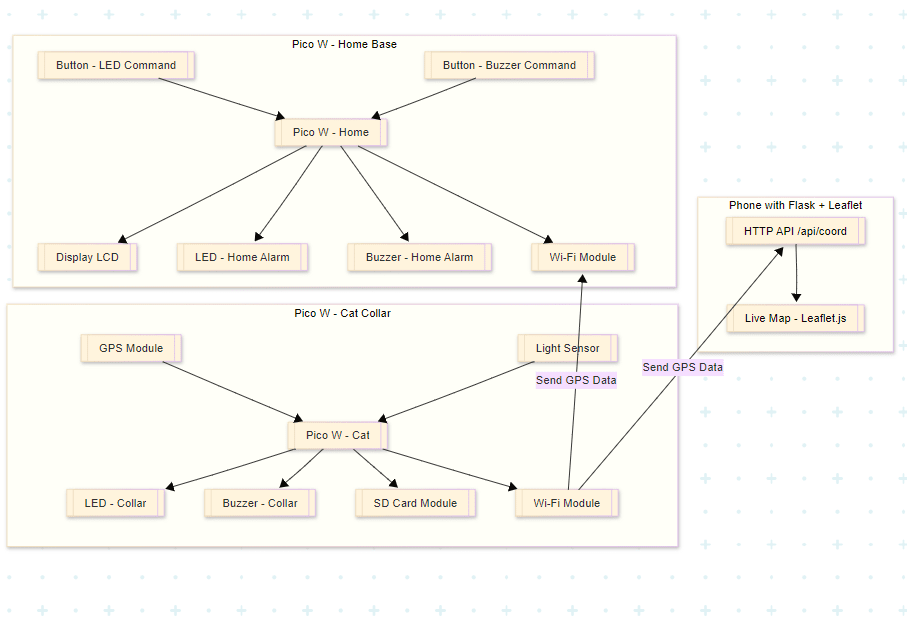 Pico W - Home Base
Button - LED Command
Button - Buzzer Command
Pico W - Home
Display LCD
LED - Home Alarm
Buzzer - Home Alarm
Wi-Fi Module
Phone with Flask + Leaflet
HTTP API /api/coord
Live Map - Leaflet.js
Pico W - Cat Collar
GPS Module
Light Sensor
Send GPS Data
Send GPS Data
Pico W - Cat
LED - Collar
Buzzer - Collar
SD Card Module
Wi-Fi Module